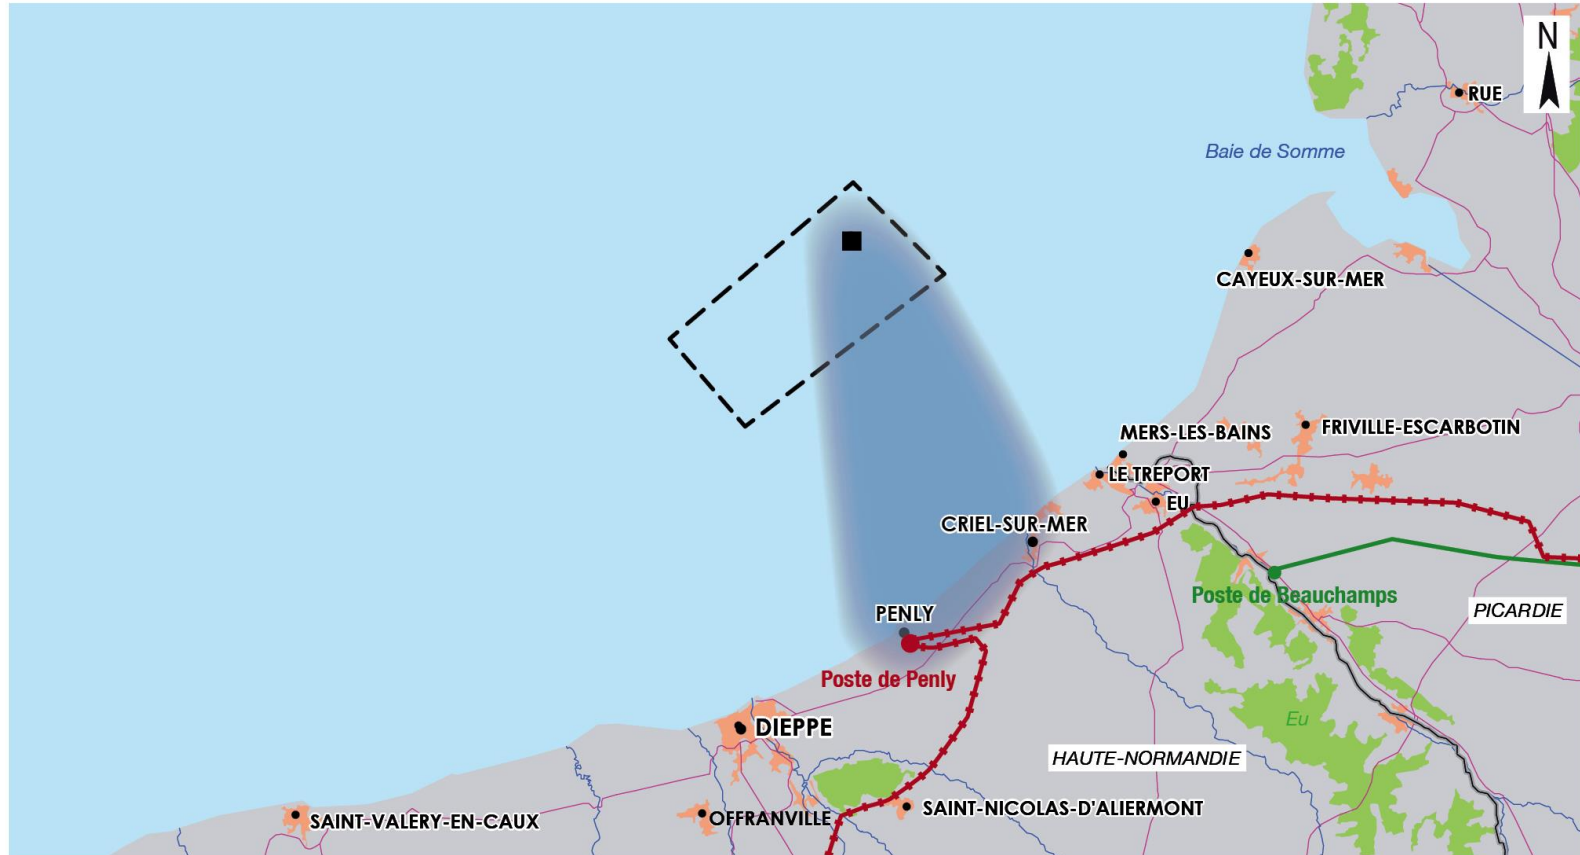 N
RUE
Baie de Somme
CAYEUX-SUR-MER
MERS-LES-BAINS
FRIVILLE-ESCARBOTIN
LE TREPORT
EU
CRIEL-SUR-MER
Poste de Beauchamps
PENLY
PICARDIE
Poste de Penly
Eu
DIEPPE
HAUTE-NORMANDIE
SAINT-NICOLAS-D'ALIERMONT
OFFRANVILLE
SAINT-VALERY-EN-CAUX